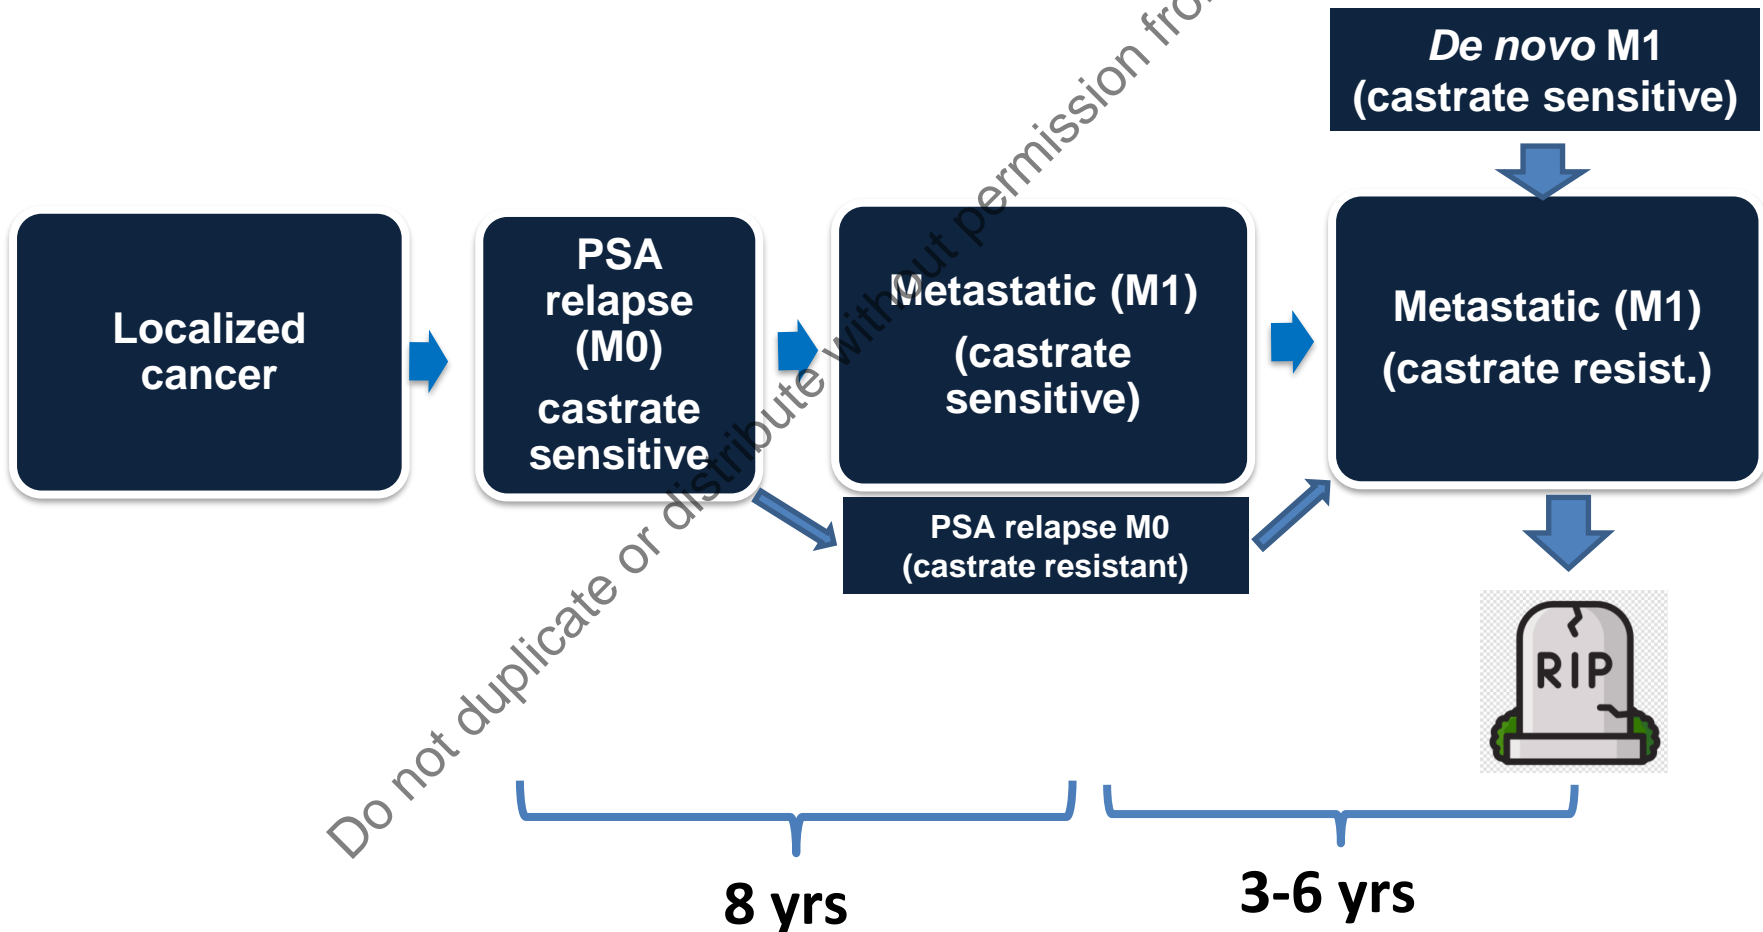 De novo M1
(castrate sensitive)
Localized
cancer
PSA
relapse
(M0)
castrate
sensitive
Metastatic (M1)
(castrate
sensitive)
Metastatic (M1)
(castrate resist.)
PSA relapse M0
(castrate resistant)
RIP
8 yrs
3-6 yrs
Do not duplicate or distribute without permission